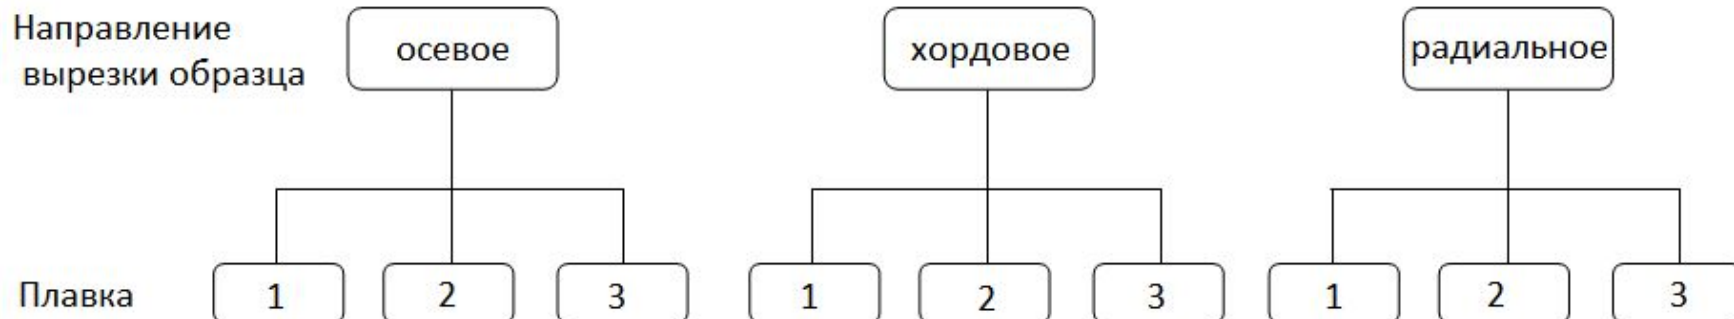 Направление
вырезки образца
осевое
хордовое
радиальное
Плавка
1
2
3
1
2
3
1
2
3